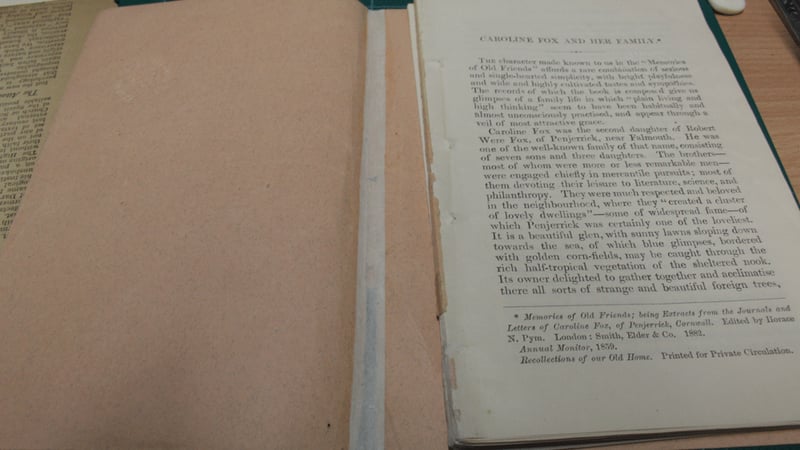 CAROLINE FOX AND HER FAMILY.*
THE character made known to us in the "Memories
of Old Friends" affords a rare combination of serious
and single-hearted simplicity, with bright playfulness
and wide and highly cultivated tastes and sympathies.
The records of which the book is composed give us
glimpses of a family life in which "plain living and
high thinking" seem to have been habitually and
almost unconsciously practised, and appear through a
veil of most attractive grace.
Caroline Fox was the second daughter of Robert
Were Fox, of Penjerrick, near Falmouth. He was
one of the well-known family of that name, consisting
of seven sons and three daughters. The brothers—
most of whom were more or less remarkable men—
were engaged chiefly in mercantile pursuits; most of
them devoting their leisure to literature, science, and
philanthropy. They were much respected and beloved
in the neighbourhood, where they "created a cluster
of lovely dwellings"—some of widespread fame—of
which Penjerrick was certainly one of the loveliest.
It is a beautiful glen, with sunny lawns sloping down
towards the sea, of which blue glimpses, bordered
with golden corn-fields, may be caught through the
rich half-tropical vegetation of the sheltered nook.
Its owner delighted to gather together and acclimatise
there all sorts of strange and beautiful foreign trees,
* Memories of Old Friends; being Extracts from the Journals and
Letters of Caroline Fox, of Penjerrick, Cornwall. Edited by Horace
N. Pym. London: Smith, Elder & Co. 1882.
Annual Monitor, 1859.
Recollections of our Old Home. Printed for Private Circulation.